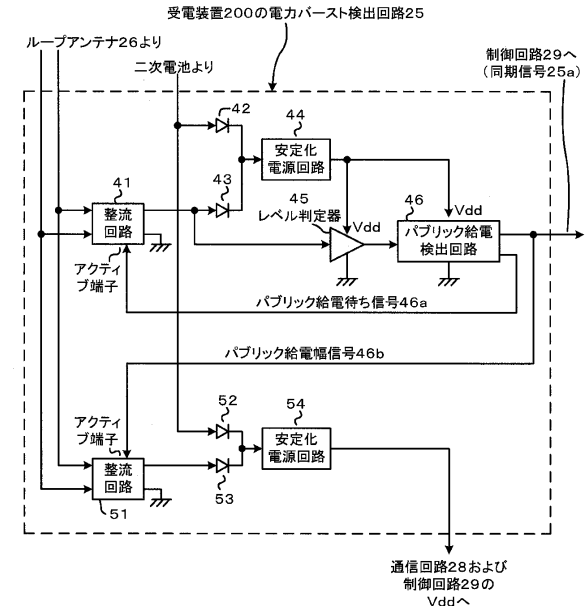 受電装置200の電力バースト検出回路25
ループアンテナ26より
二次電池より
制御回路29へ
(同期信号25a)
42
44
安定化
電源回路
41
整流
回路
43
45
レベル判定器
Vdd
46
Vdd
パブリック給電
検出回路
アクティ
ブ端子
パブリック給電待ち信号46a
パブリック給電幅信号46b
アクティ
ブ端子
52
54
安定化
電源回路
整流
回路
51
53
通信回路28および
制御回路29の
Vddへ